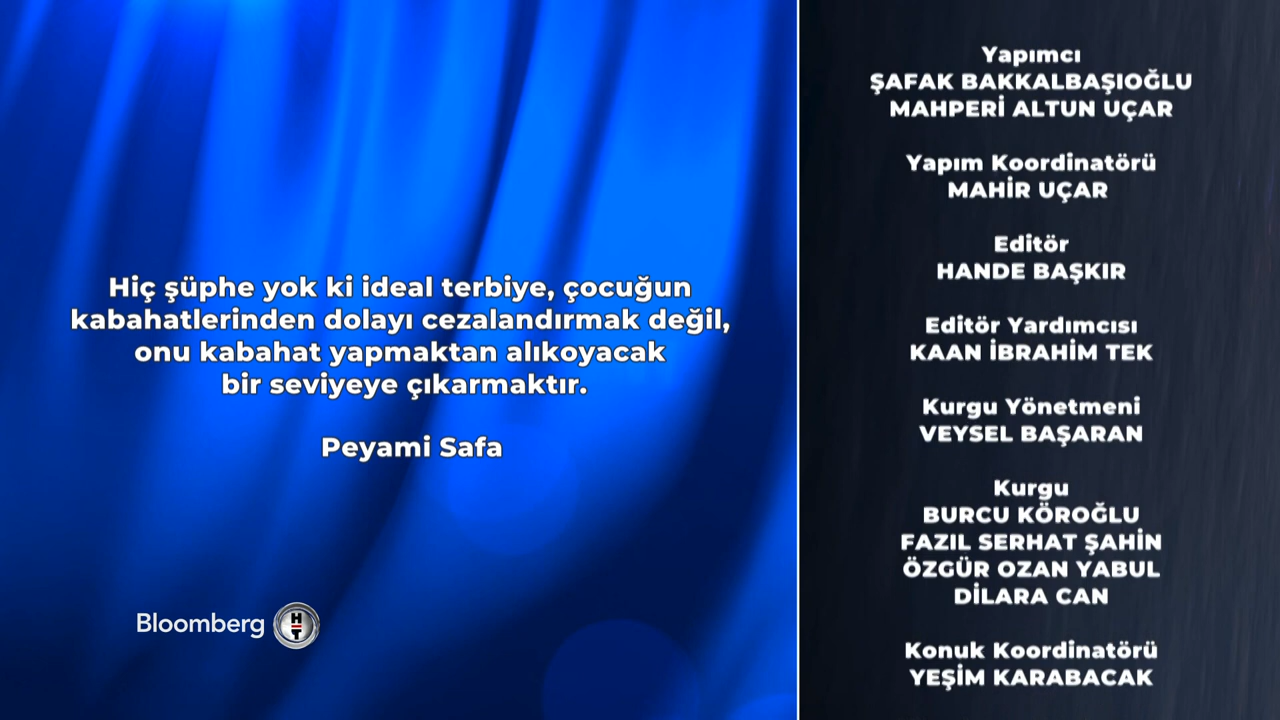 Hiç şüphe yok ki ideal terbiye, çocuğun
kabahatlerinden dolayı cezalandırmak değil,
onu kabahat yapmaktan alıkoyacak
bir seviyeye çıkarmaktır.
Peyami Safa
Bloomberg HT
Yapımcı
ŞAFAK BAKKALBAŞIOĞLU
MAHPERİ ALTUN UÇAR
Yapım Koordinatörü
MAHİR UÇAR
Editör
HANDE BAŞKIR
Editör Yardımcısı
KAAN İBRAHİM TEK
Kurgu Yönetmeni
VEYSEL BAŞARAN
Kurgu
BURCU KÖROĞLU
FAZIL SERHAT ŞAHİN
ÖZGÜR OZAN YABUL
DİLARA CAN
Konuk Koordinatörü
YEŞİM KARABACAK